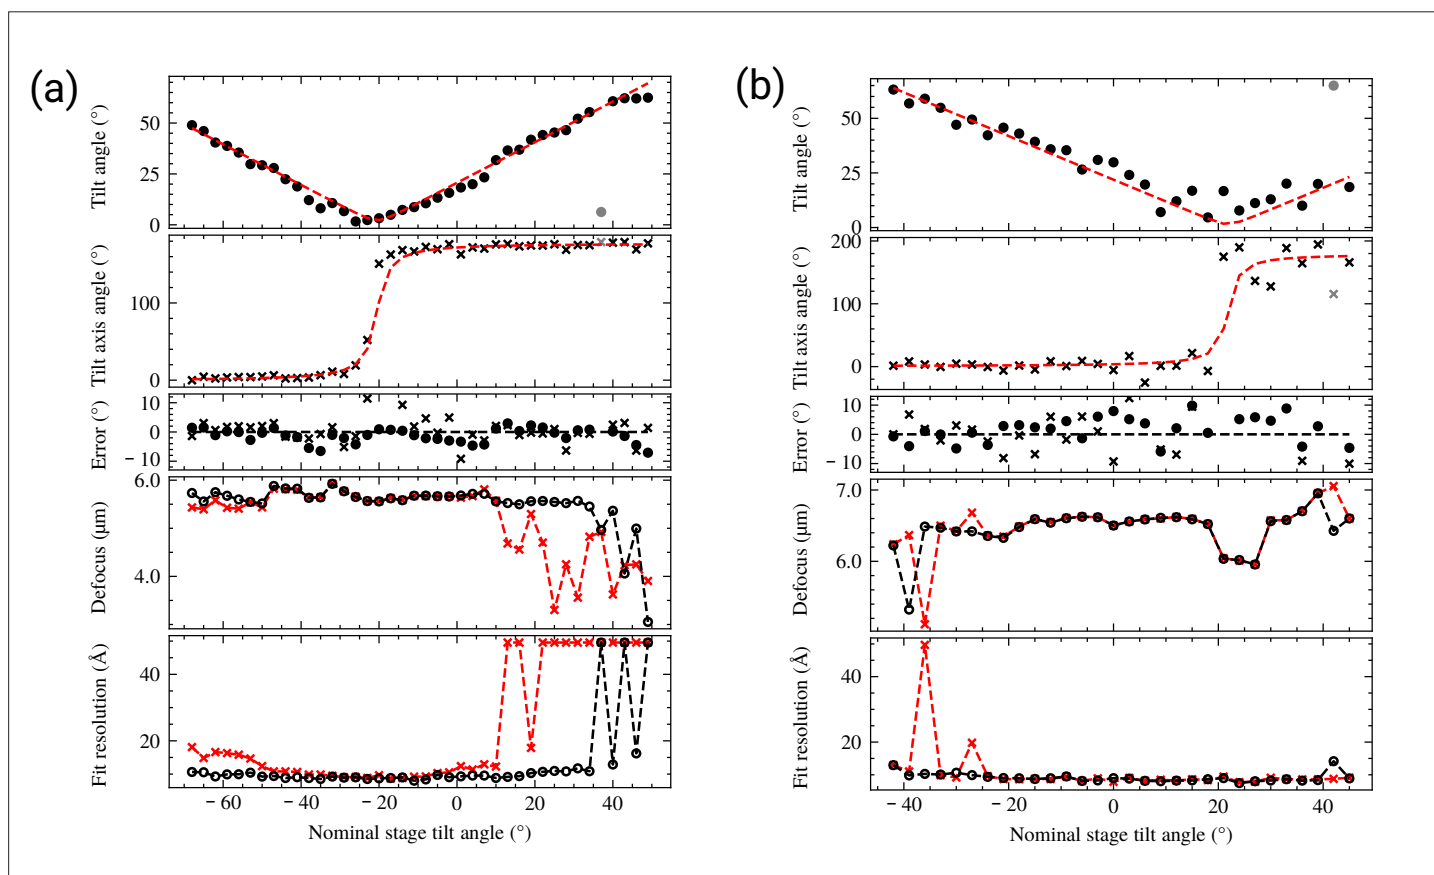 (a)
Tilt angle (°)
50
25
0
Tilt axis angle (°)
100
0
Error (°)
10
0
−10
Defocus (μm)
6.0
4.0
Fit resolution (Å)
40
20
−60 −40 −20 0 20 40
Nominal stage tilt angle (°)
(b)
Tilt angle (°)
50
25
0
Tilt axis angle (°)
200
100
0
Error (°)
10
0
−10
Defocus (μm)
7.0
6.0
Fit resolution (Å)
40
20
−40 −20 0 20 40
Nominal stage tilt angle (°)